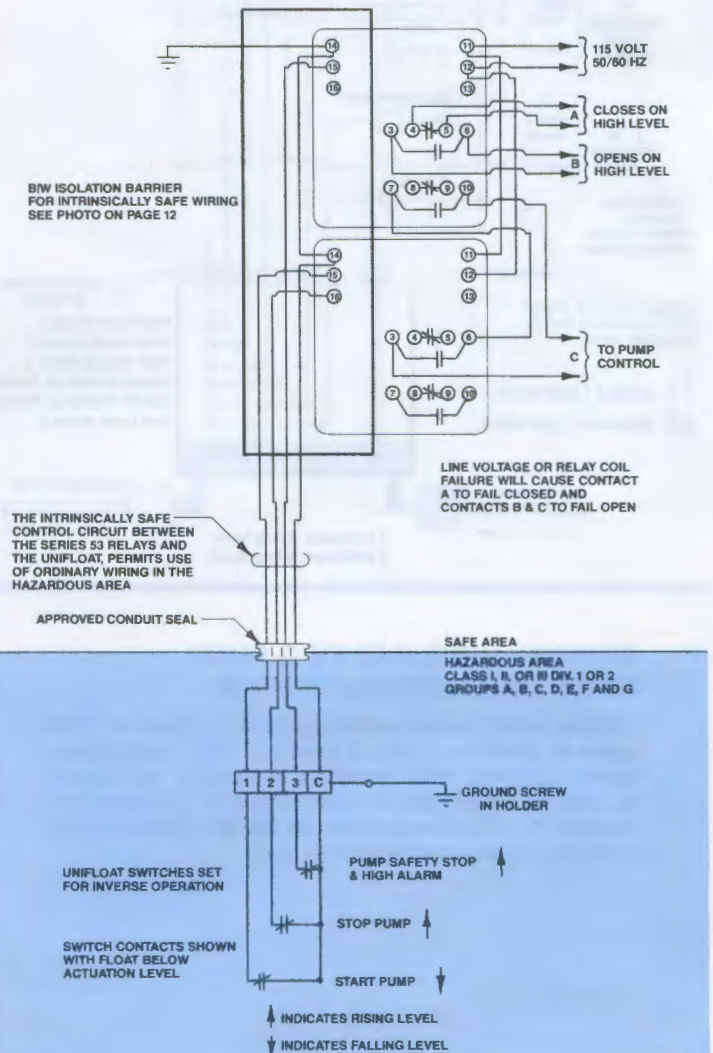 14
15
16
11
12
13
115 VOLT
50/60 HZ
3 4 5 6
A
CLOSES ON
HIGH LEVEL
B
OPENS ON
HIGH LEVEL
7 8 9 10
B/W ISOLATION BARRIER
FOR INTRINSICALLY SAFE WIRING
SEE PHOTO ON PAGE 12
14
15
16
11
12
13
3 4 5 6
7 8 9 10
C
TO PUMP
CONTROL
LINE VOLTAGE OR RELAY COIL
FAILURE WILL CAUSE CONTACT
A TO FAIL CLOSED AND
CONTACTS B & C TO FAIL OPEN
THE INTRINSICALLY SAFE
CONTROL CIRCUIT BETWEEN
THE SERIES 53 RELAYS AND
THE UNIFLOAT, PERMITS USE
OF ORDINARY WIRING IN THE
HAZARDOUS AREA
APPROVED CONDUIT SEAL
SAFE AREA
HAZARDOUS AREA
CLASS I, II, OR III DIV. 1 OR 2
GROUPS A, B, C, D, E, F AND G
1 2 3 C
GROUND SCREW
IN HOLDER
UNIFLOAT SWITCHES SET
FOR INVERSE OPERATION
PUMP SAFETY STOP
& HIGH ALARM
STOP PUMP
SWITCH CONTACTS SHOWN
WITH FLOAT BELOW
ACTUATION LEVEL
START PUMP
INDICATES RISING LEVEL
INDICATES FALLING LEVEL